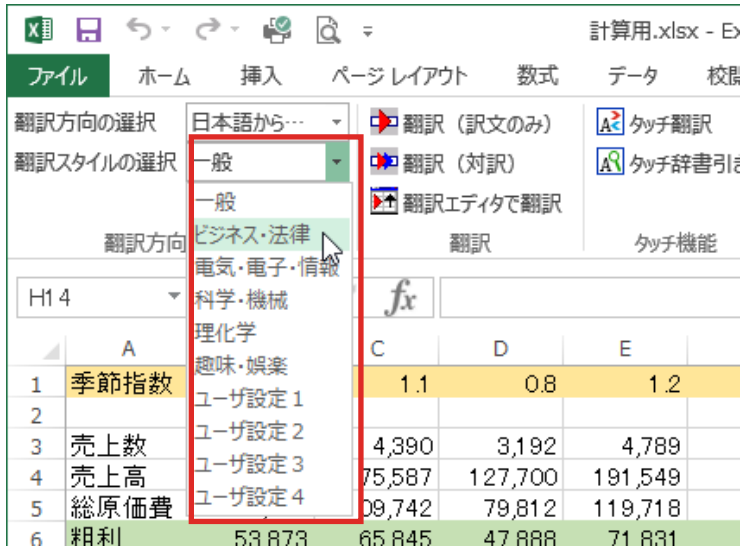 計算用.xlsx - Ex
ファイル ホーム 挿入 ページ レイアウト 数式 データ 校閲
翻訳方向の選択 日本語から… 翻訳（訳文のみ） タッチ翻訳
翻訳スタイルの選択 一般 翻訳（対訳） タッチ辞書引き
一般 翻訳エディタで翻訳
ビジネス・法律
翻訳方向 翻訳 タッチ機能
電気・電子・情報
H14 科学・機械 fx
理化学
A C D E
趣味・娯楽
1 季節指数 1.1 0.8 1.2
ユーザ設定1
2
ユーザ設定2
3 売上数 4,390 3,192 4,789
ユーザ設定3
4 売上高 75,587 127,700 191,549
ユーザ設定4
5 総原価費 09,742 79,812 119,718
6 粗利 53,873 65,845 47,888 71,831